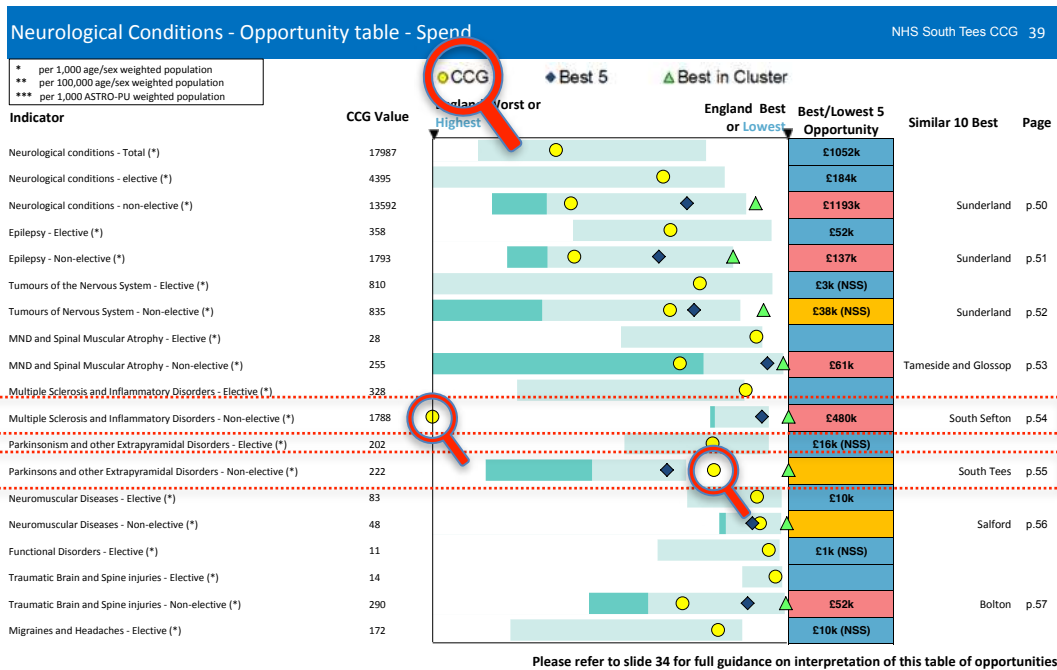 Neurological Conditions - Opportunity table - Spend NHS South Tees CCG 39
* per 1,000 age/sex weighted population
** per 100,000 age/sex weighted population
*** per 1,000 ASTRO-PU weighted population
CCG Best 5 Best in Cluster
Indicator CCG Value England Worst or Highest England Best or Lowest Best/Lowest 5 Opportunity Similar 10 Best Page
Neurological conditions - Total (*) 17987 £1052k
Neurological conditions - elective (*) 4395 £184k
Neurological conditions - non-elective (*) 13592 £1193k Sunderland p.50
Epilepsy - Elective (*) 358 £52k
Epilepsy - Non-elective (*) 1793 £137k Sunderland p.51
Tumours of the Nervous System - Elective (*) 810 £3k (NSS)
Tumours of Nervous System - Non-elective (*) 835 £38k (NSS) Sunderland p.52
MND and Spinal Muscular Atrophy - Elective (*) 28
MND and Spinal Muscular Atrophy - Non-elective (*) 255 £61k Tameside and Glossop p.53
Multiple Sclerosis and Inflammatory Disorders - Elective (*) 328
Multiple Sclerosis and Inflammatory Disorders - Non-elective (*) 1788 £480k South Sefton p.54
Parkinsonism and other Extrapyramidal Disorders - Elective (*) 202 £16k (NSS)
Parkinsons and other Extrapyramidal Disorders - Non-elective (*) 222 South Tees p.55
Neuromuscular Diseases - Elective (*) 83 £10k
Neuromuscular Diseases - Non-elective (*) 48 Salford p.56
Functional Disorders - Elective (*) 11 £1k (NSS)
Traumatic Brain and Spine injuries - Elective (*) 14
Traumatic Brain and Spine injuries - Non-elective (*) 290 £52k Bolton p.57
Migraines and Headaches - Elective (*) 172 £10k (NSS)
Please refer to slide 34 for full guidance on interpretation of this table of opportunities